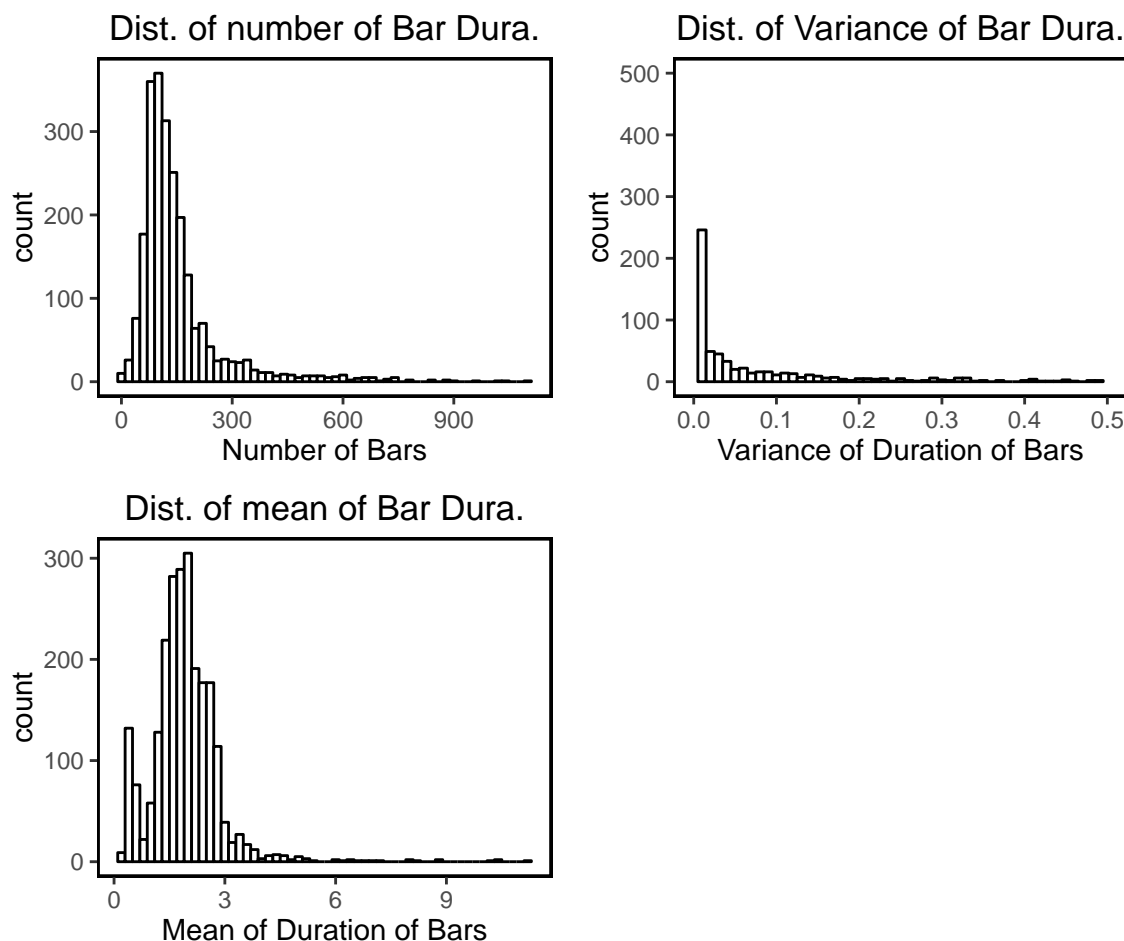 Dist. of number of Bar Dura.
300
200
100
0
count
0 300 600 900
Number of Bars
Dist. of Variance of Bar Dura.
500
400
300
200
100
0
count
0.0 0.1 0.2 0.3 0.4 0.5
Variance of Duration of Bars
Dist. of mean of Bar Dura.
300
200
100
0
count
0 3 6 9
Mean of Duration of Bars